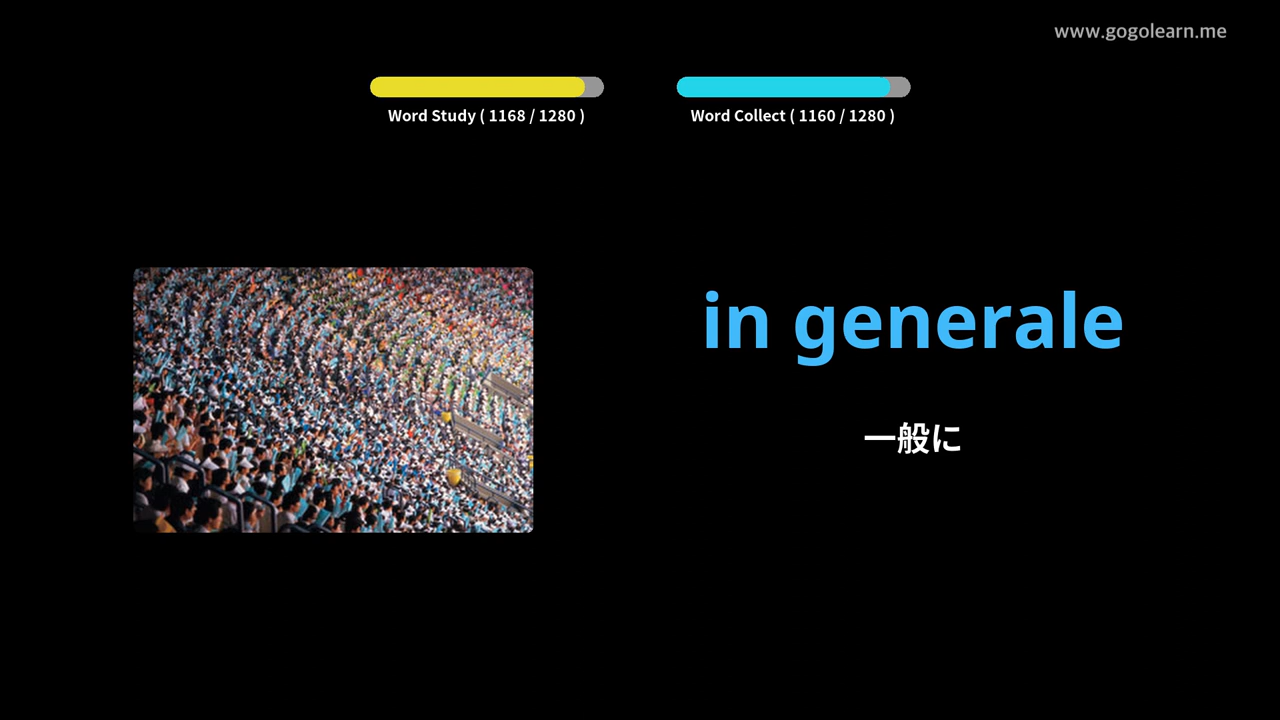 www.gogolearn.me
Word Study ( 1168 / 1280 )
Word Collect ( 1160 / 1280 )
in generale
一般に